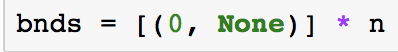 bnds = [(0, None)] * n